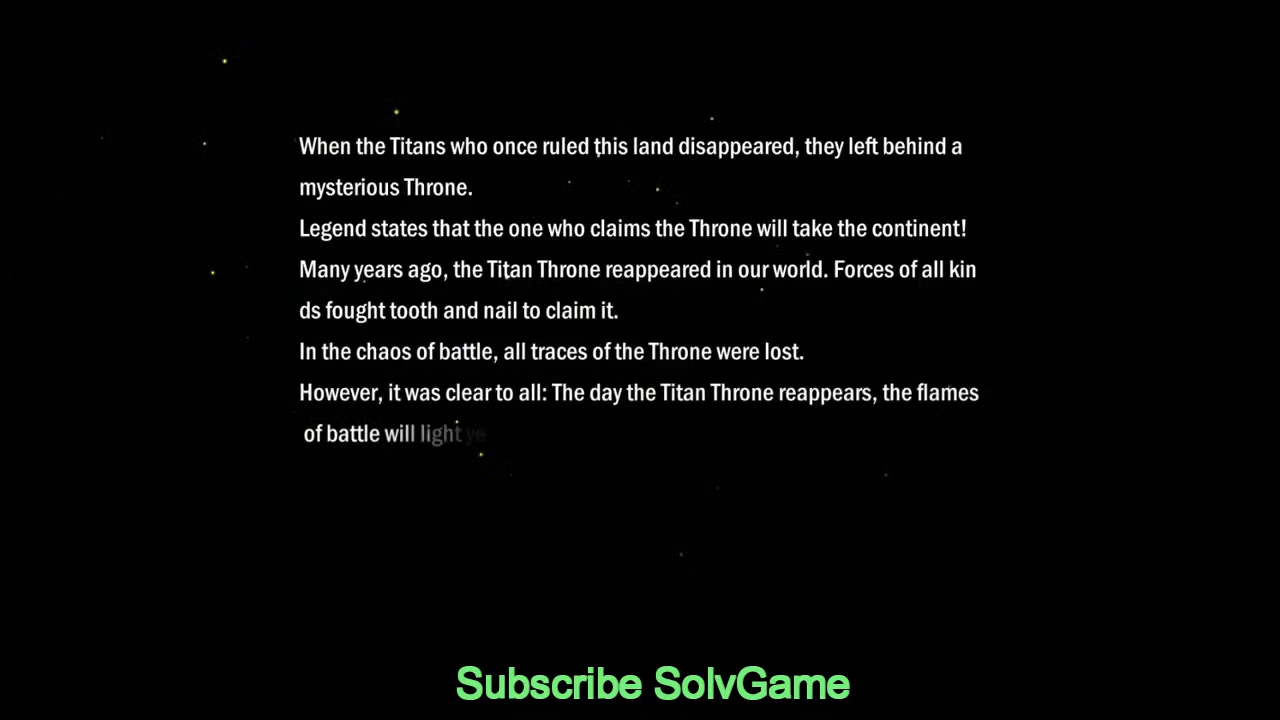 When the Titans who once ruled this land disappeared, they left behind a
mysterious Throne.
Legend states that the one who claims the Throne will take the continent!
Many years ago, the Titan Throne reappeared in our world. Forces of all kin
ds fought tooth and nail to claim it.
In the chaos of battle, all traces of the Throne were lost.
However, it was clear to all: The day the Titan Throne reappears, the flames
of battle will light ye
Subscribe SolvGame